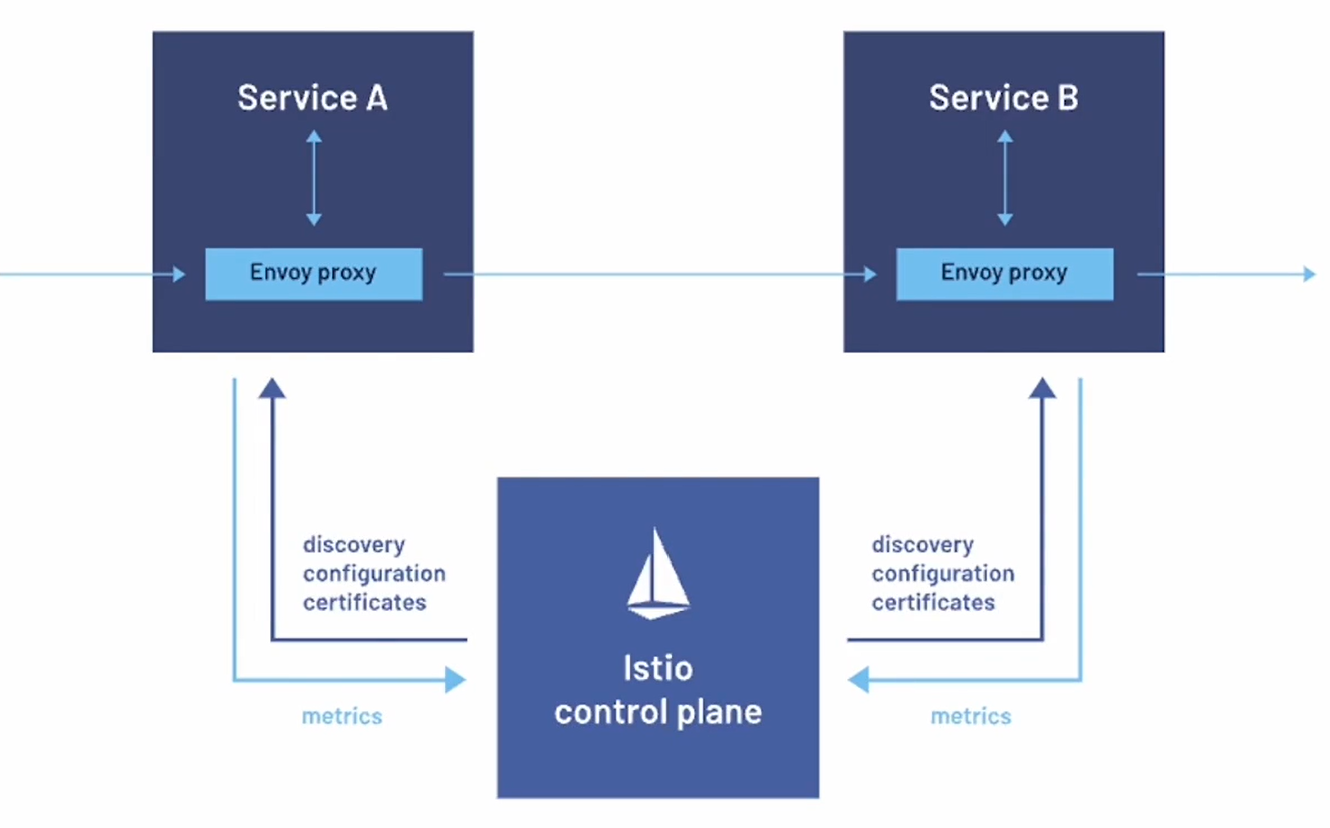 Service A
Service B
Envoy proxy
Envoy proxy
discovery
configuration
certificates
discovery
configuration
certificates
Istio
control plane
metrics
metrics